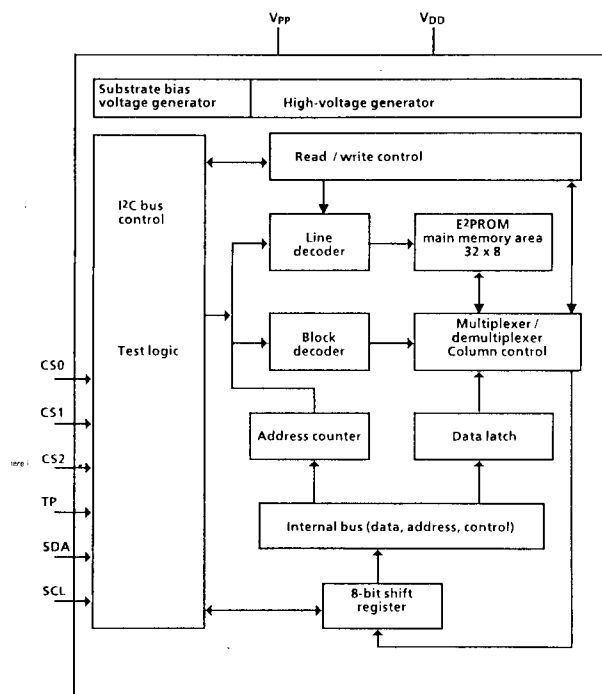 VPP
VDD
Substrate bias
voltage generator
High-voltage generator
Read / write control
I²C bus
control
Line
decoder
E²PROM
main memory area
32 x 8
Test logic
Block
decoder
Multiplexer /
demultiplexer
Column control
CS0
CS1
CS2
TP
SDA
SCL
Address counter
Data latch
Internal bus (data, address, control)
8-bit shift
register